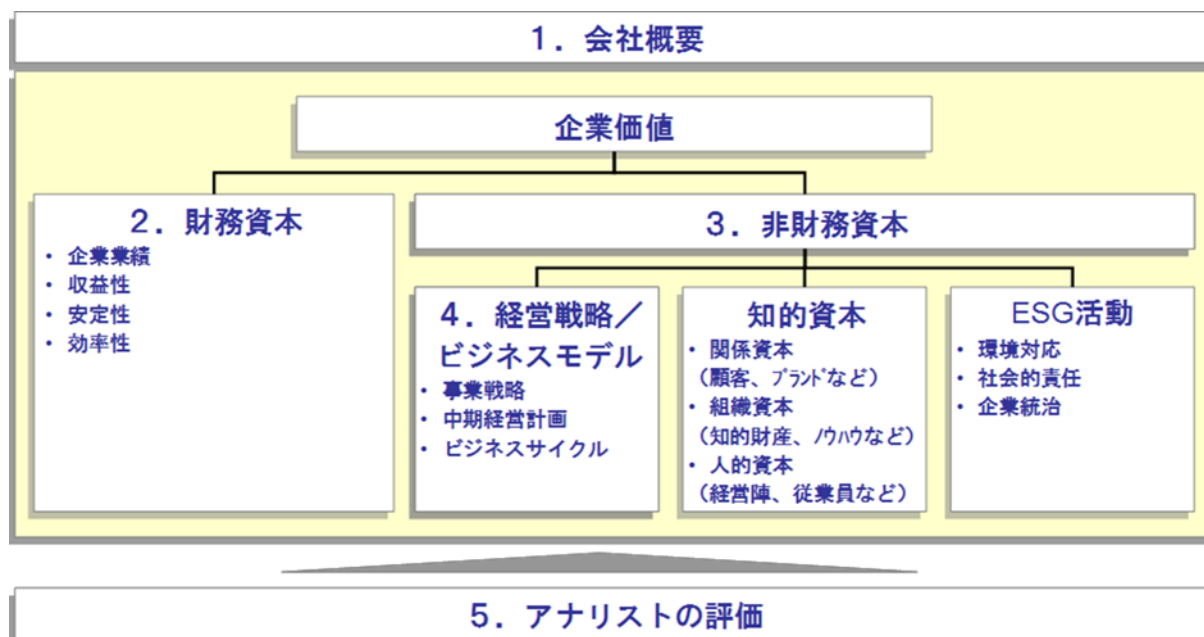 1．会社概要
企業価値
2．財務資本
・ 企業業績
・ 収益性
・ 安定性
・ 効率性
3．非財務資本
4．経営戦略／
ビジネスモデル
・ 事業戦略
・ 中期経営計画
・ ビジネスサイクル
知的資本
・ 関係資本
（顧客、ﾌﾞﾗﾝﾄﾞなど）
・ 組織資本
（知的財産、ﾉｳﾊｳなど）
・ 人的資本
（経営陣、従業員など）
ESG活動
・ 環境対応
・ 社会的責任
・ 企業統治
5．アナリストの評価